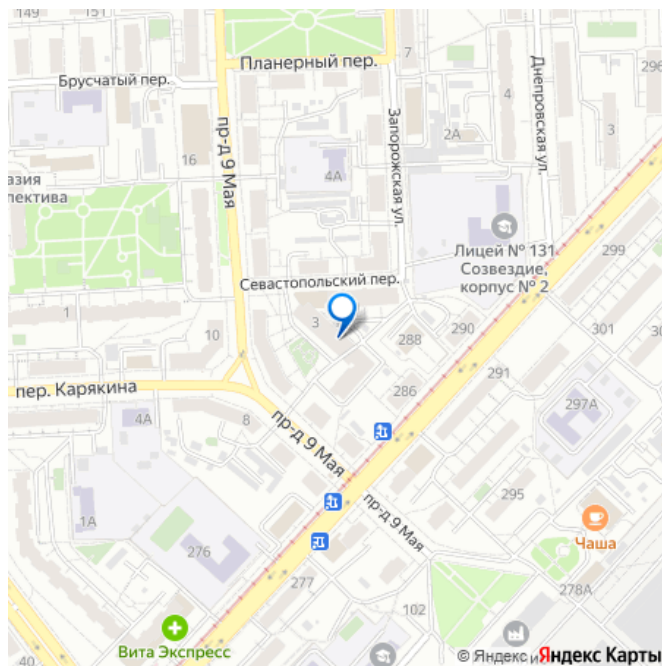 149
Планерный пер.
7
296
Брусчатый пер.
4
Днепровская ул.
пр-д 9 Мая
Запорожская ул.
2А
3
16
4А
азия
лективa
Лицей № 131
Созвездие,
корпус № 2
299
Севастопольский пер.
1
3
10
288
290
301
291
пер. Карякина
286
297А
4А
8
пр-д 9 Мая
1А
295
пр-д 9 Мая
Чаша
276
277
278А
102
Вита Экспресс
40
© Яндекс
Яндекс Карты